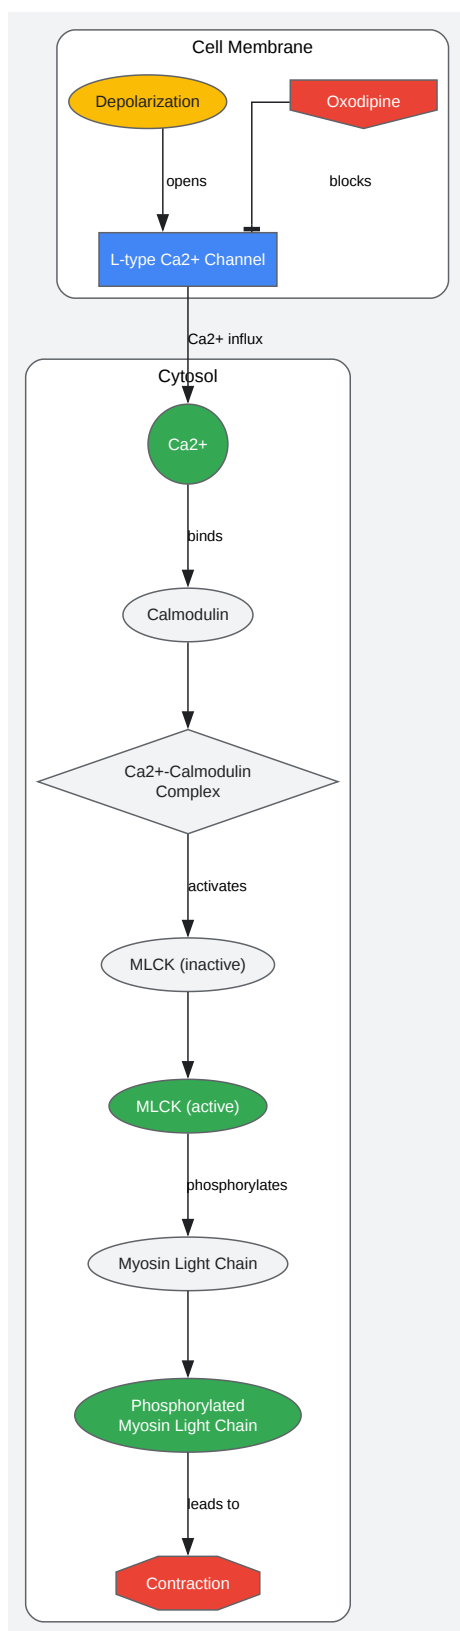 Cell Membrane
Depolarization
Oxodipine
opens
blocks
L-type Ca2+ Channel
Ca2+ influx
Cytosol
Ca2+
binds
Calmodulin
Ca2+-Calmodulin
Complex
activates
MLCK (inactive)
MLCK (active)
phosphorylates
Myosin Light Chain
Phosphorylated
Myosin Light Chain
leads to
Contraction